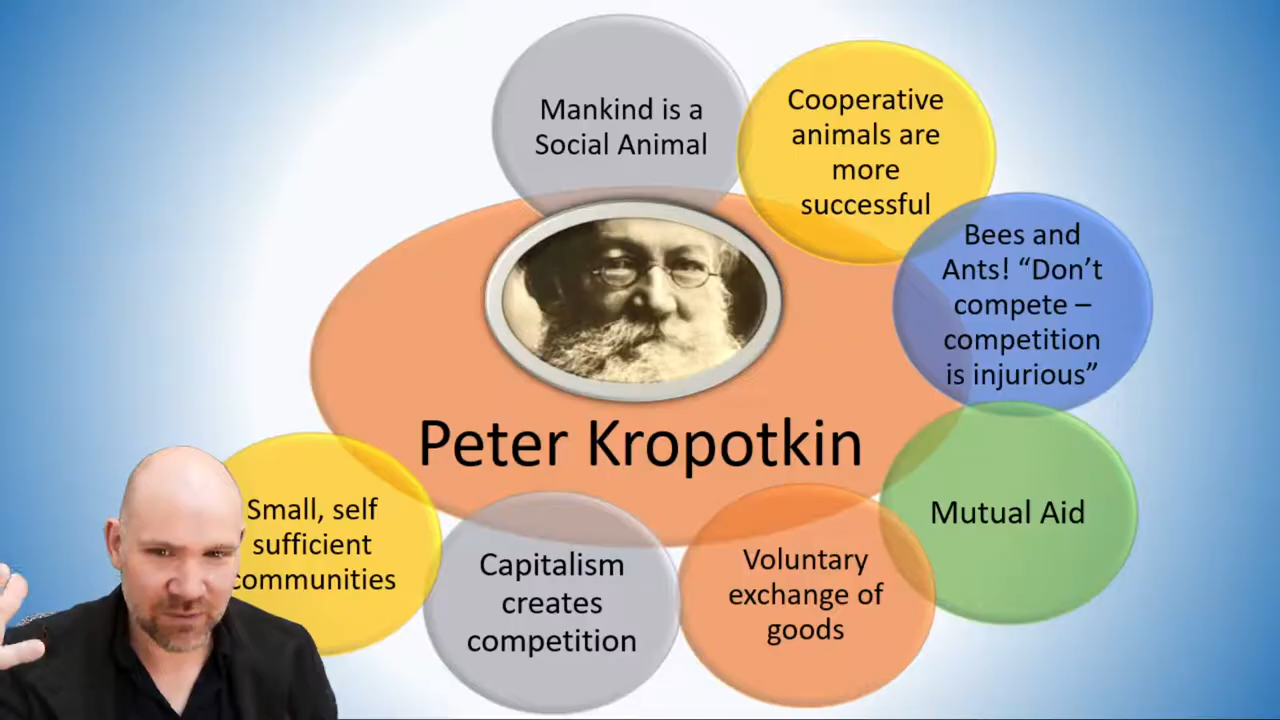 Mankind is a
Social Animal
Cooperative
animals are
more
successful
Bees and
Ants! “Don’t
compete –
competition
is injurious”
Mutual Aid
Voluntary
exchange of
goods
Capitalism
creates
competition
Small, self
sufficient
communities
Peter Kropotkin